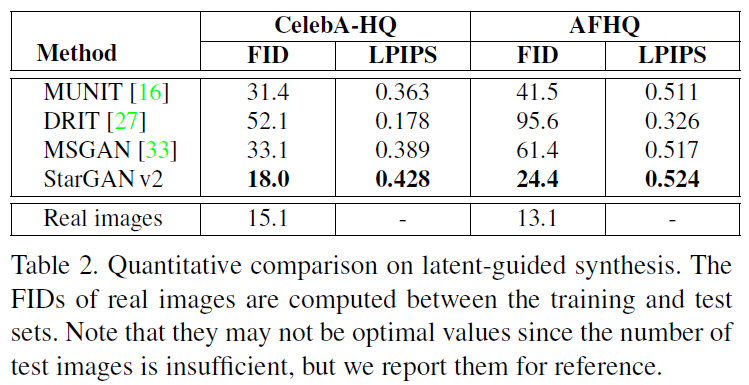 CelebA-HQ AFHQ
Method FID LPIPS FID LPIPS
MUNIT [16] 31.4 0.363 41.5 0.511
DRIT [27] 52.1 0.178 95.6 0.326
MSGAN [33] 33.1 0.389 61.4 0.517
StarGAN v2 18.0 0.428 24.4 0.524
Real images 15.1 - 13.1 -
Table 2. Quantitative comparison on latent-guided synthesis. The
FIDs of real images are computed between the training and test
sets. Note that they may not be optimal values since the number of
test images is insufficient, but we report them for reference.